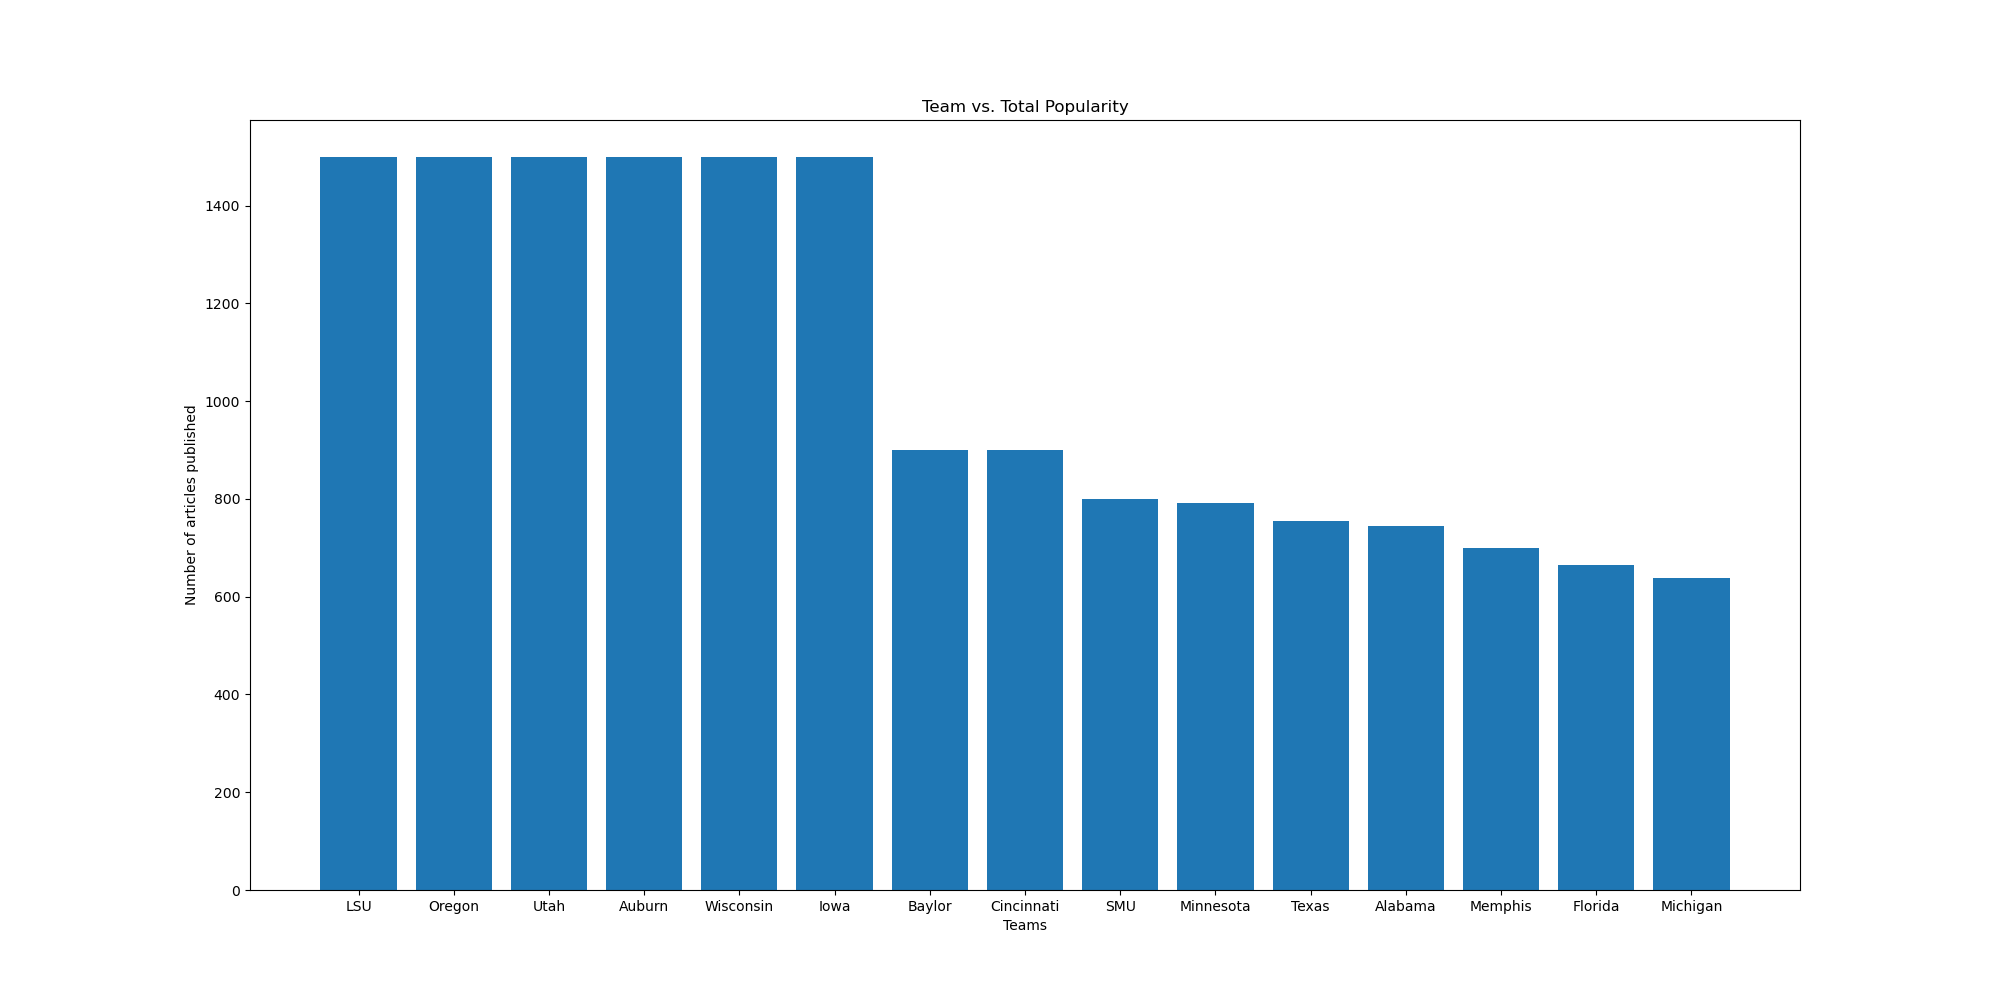 Team vs. Total Popularity
1400
1200
1000
800
600
400
200
0
Number of articles published
LSU Oregon Utah Auburn Wisconsin Iowa Baylor Cincinnati SMU Minnesota Texas Alabama Memphis Florida Michigan
Teams